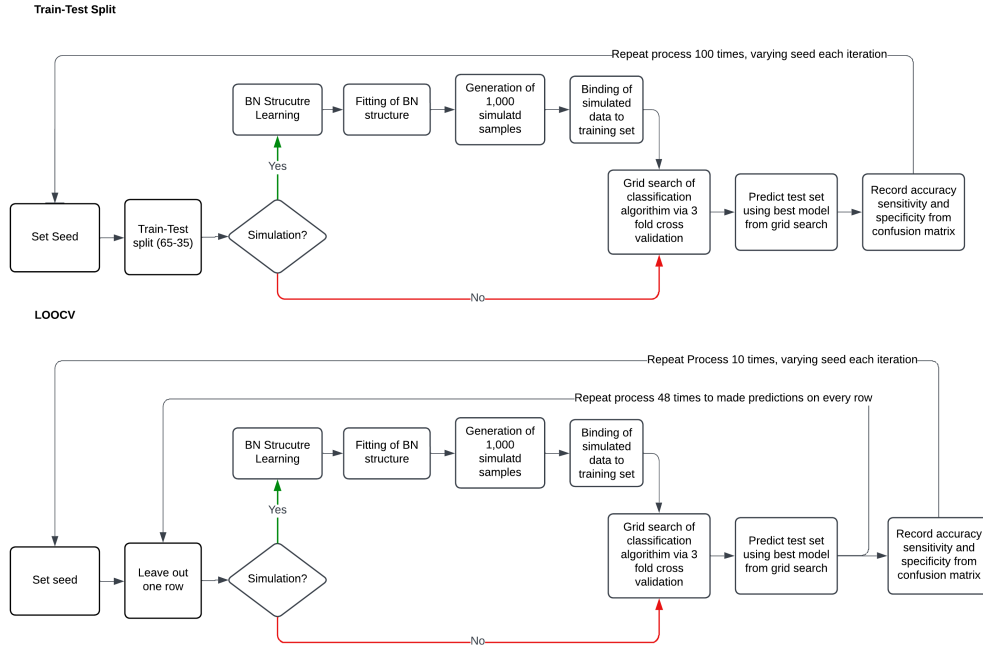 Train-Test Split
Repeat process 100 times, varying seed each iteration
BN Strucutre
Learning
Fitting of BN
structure
Generation of
1,000
simulatd
samples
Binding of
simulated
data to
training set
Yes
Set Seed
Train-Test
split (65-35)
Simulation?
Grid search of
classification
algorithim via 3
fold cross
validation
Predict test set
using best model
from grid search
Record accuracy
sensitivity and
specificity from
confusion matrix
No
LOOCV
Repeat Process 10 times, varying seed each iteration
Repeat process 48 times to made predictions on every row
BN Strucutre
Learning
Fitting of BN
structure
Generation of
1,000
simulatd
samples
Binding of
simulated
data to
training set
Yes
Set seed
Leave out
one row
Simulation?
Grid search of
classification
algorithim via 3
fold cross
validation
Predict test set
using best model
from grid search
Record accuracy
sensitivity and
specificity from
confusion matrix
No